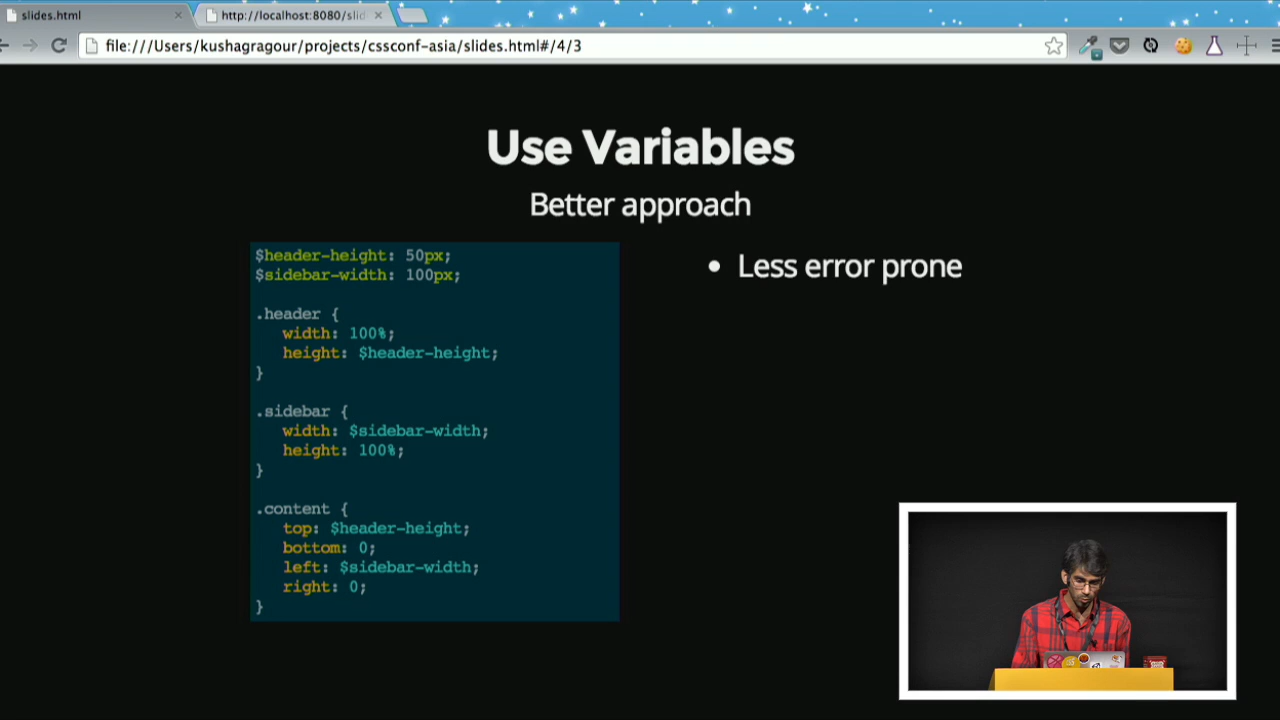 slides.html
http://localhost:8080/slid
file:///Users/kushagragour/projects/cssconf-asia/slides.html#/4/3
Use Variables
Better approach
$header-height: 50px;
$sidebar-width: 100px;
.header {
width: 100%;
height: $header-height;
}
.sidebar {
width: $sidebar-width;
height: 100%;
}
.content {
top: $header-height;
bottom: 0;
left: $sidebar-width;
right: 0;
}
• Less error prone